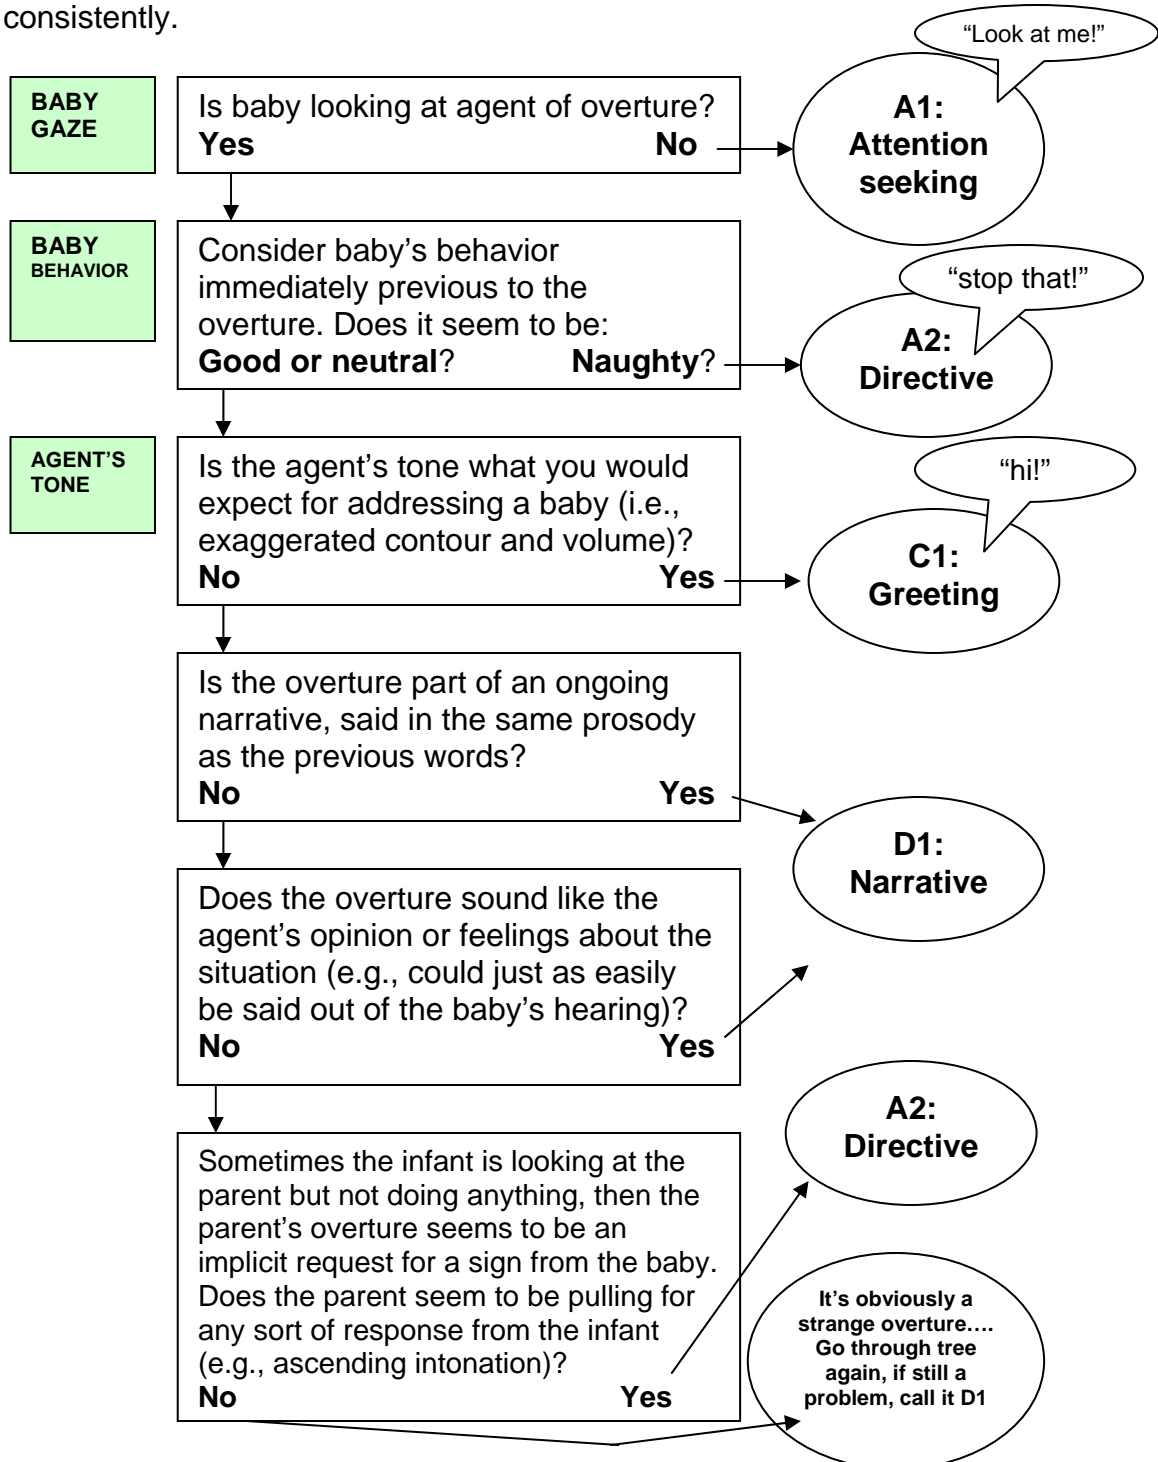 consistently.
“Look at me!”
BABY
GAZE
Is baby looking at agent of overture?
Yes No
A1:
Attention
seeking
BABY
BEHAVIOR
Consider baby’s behavior
immediately previous to the
overture. Does it seem to be:
Good or neutral? Naughty?
“stop that!”
A2:
Directive
AGENT’S
TONE
Is the agent’s tone what you would
expect for addressing a baby (i.e.,
exaggerated contour and volume)?
No Yes
“hi!”
C1:
Greeting
Is the overture part of an ongoing
narrative, said in the same prosody
as the previous words?
No Yes
D1:
Narrative
Does the overture sound like the
agent’s opinion or feelings about the
situation (e.g., could just as easily
be said out of the baby’s hearing)?
No Yes
A2:
Directive
Sometimes the infant is looking at the
parent but not doing anything, then the
parent’s overture seems to be an
implicit request for a sign from the baby.
Does the parent seem to be pulling for
any sort of response from the infant
(e.g., ascending intonation)?
No Yes
It’s obviously a
strange overture….
Go through tree
again, if still a
problem, call it D1